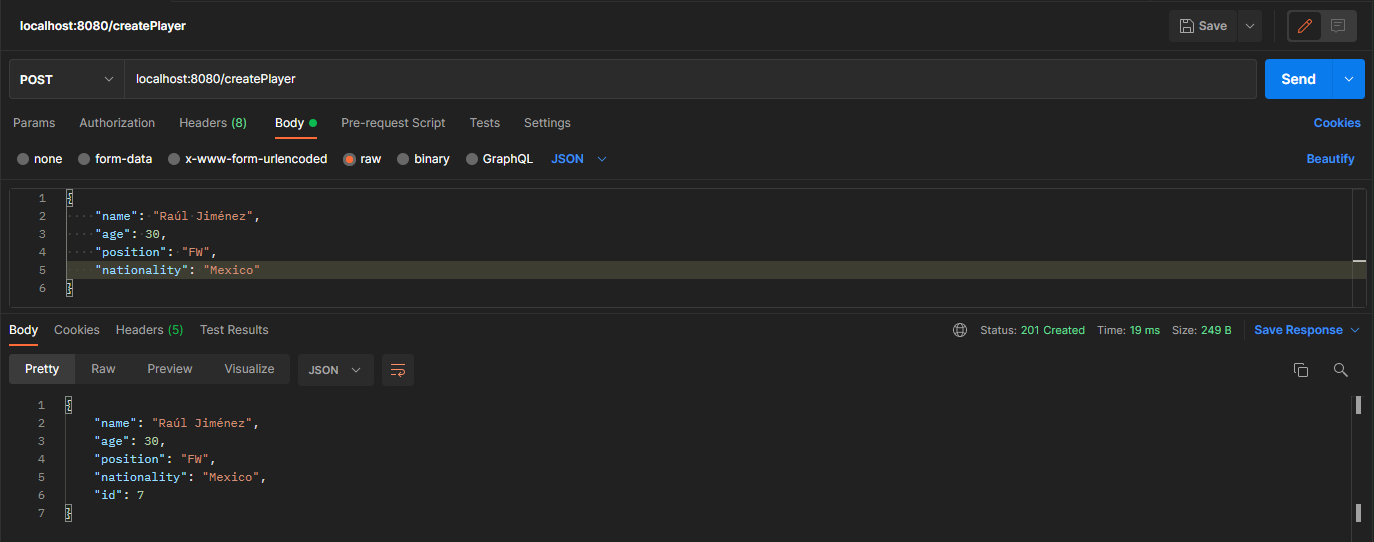 localhost:8080/createPlayer Save
POST localhost:8080/createPlayer Send
Params Authorization Headers (8) Body Pre-request Script Tests Settings Cookies
none form-data x-www-form-urlencoded raw binary GraphQL JSON Beautify
1 {
2 "name": "Raúl Jiménez",
3 "age": 30,
4 "position": "FW",
5 "nationality": "Mexico"
6 }
Body Cookies Headers (5) Test Results Status: 201 Created Time: 19 ms Size: 249 B Save Response
Pretty Raw Preview Visualize JSON
1 {
2 "name": "Raúl Jiménez",
3 "age": 30,
4 "position": "FW",
5 "nationality": "Mexico",
6 "id": 7
7 }